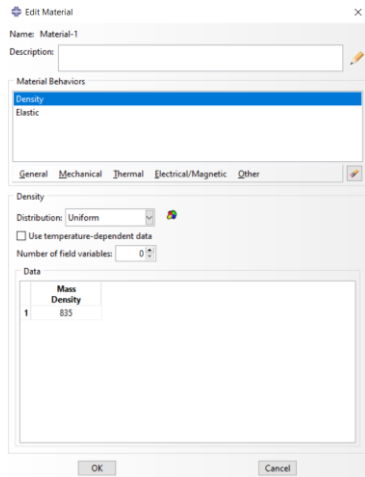 Edit Material
Name: Material-1
Description:
Material Behaviors
Density
Elastic
General Mechanical Thermal Electrical/Magnetic Other
Density
Distribution: Uniform
Use temperature-dependent data
Number of field variables: 0
Data
Mass
Density
1 835
OK Cancel